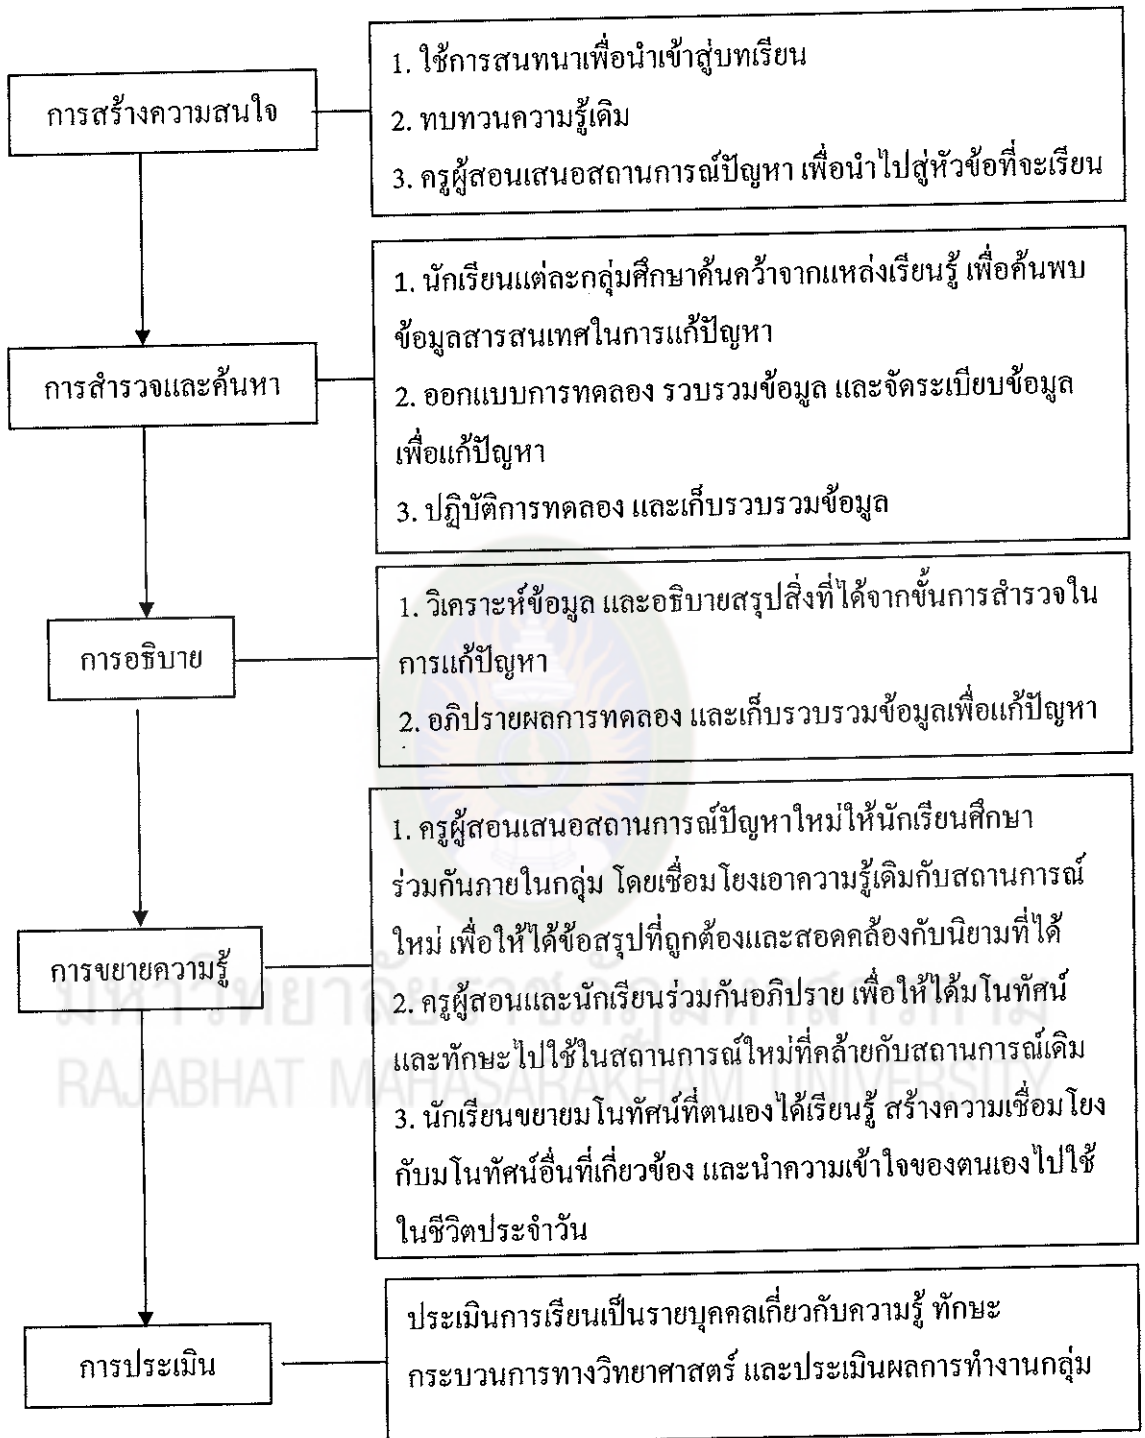 การสร้างความสนใจ
1. ใช้การสนทนาเพื่อนำเข้าสู่บทเรียน
2. ทบทวนความรู้เดิม
3. ครูผู้สอนเสนอสถานการณ์ปัญหา เพื่อนำไปสู่หัวข้อที่จะเรียน
การสำรวจและค้นหา
1. นักเรียนแต่ละกลุ่มศึกษาค้นคว้าจากแหล่งเรียนรู้ เพื่อค้นพบ
ข้อมูลสารสนเทศในการแก้ปัญหา
2. ออกแบบการทดลอง รวบรวมข้อมูล และจัดระเบียบข้อมูล
เพื่อแก้ปัญหา
3. ปฏิบัติการทดลอง และเก็บรวบรวมข้อมูล
การอธิบาย
1. วิเคราะห์ข้อมูล และอธิบายสรุปสิ่งที่ได้จากขั้นการสำรวจใน
การแก้ปัญหา
2. อภิปรายผลการทดลอง และเก็บรวบรวมข้อมูลเพื่อแก้ปัญหา
การขยายความรู้
1. ครูผู้สอนเสนอสถานการณ์ปัญหาใหม่ให้นักเรียนศึกษา
ร่วมกันภายในกลุ่ม โดยเชื่อมโยงเอาความรู้เดิมกับสถานการณ์
ใหม่ เพื่อให้ได้ข้อสรุปที่ถูกต้องและสอดคล้องกับนิยามที่ได้
2. ครูผู้สอนและนักเรียนร่วมกันอภิปราย เพื่อให้ได้มโนทัศน์
และทักษะไปใช้ในสถานการณ์ใหม่ที่คล้ายกับสถานการณ์เดิม
3. นักเรียนขยายมโนทัศน์ที่ตนเองได้เรียนรู้ สร้างความเชื่อมโยง
กับมโนทัศน์อื่นที่เกี่ยวข้อง และนำความเข้าใจของตนเองไปใช้
ในชีวิตประจำวัน
มหาวิทยาลัยราชภัฏมหาสารคาม
RAJABHAT MAHASARAKHAM UNIVERSITY
การประเมิน
ประเมินการเรียนเป็นรายบุคคลเกี่ยวกับความรู้ ทักษะ
กระบวนการทางวิทยาศาสตร์ และประเมินผลการทำงานกลุ่ม